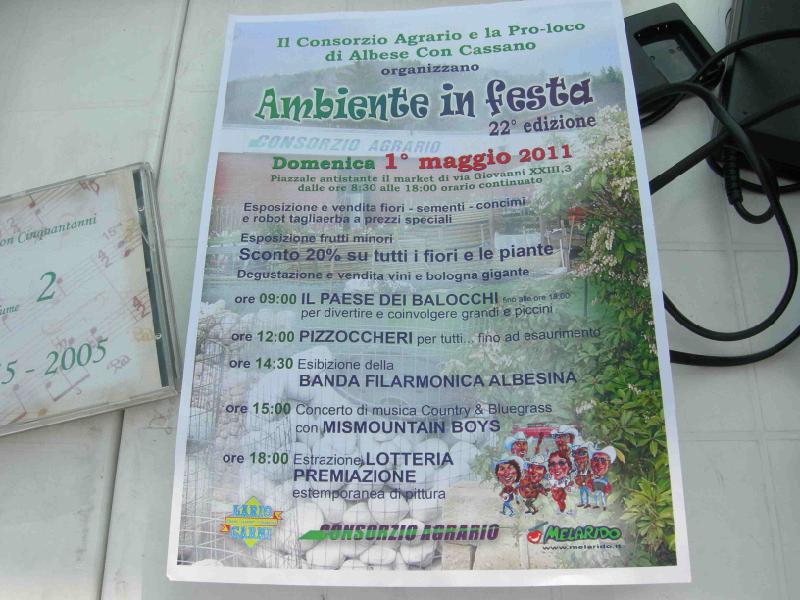 Il Consorzio Agrario e la Pro-loco
di Albese Con Cassano
organizzano
Ambiente in festa
22° edizione
CONSORZIO AGRARIO
Domenica 1° maggio 2011
Piazzale antistante il market di via Giovanni XXIII,3
dalle ore 8:30 alle 18:00 orario continuato
Esposizione e vendita fiori - sementi - concimi
e robot tagliaerba a prezzi speciali
Esposizione frutti minori
Sconto 20% su tutti i fiori e le piante
Degustazione e vendita vini e bologna gigante
ore 09:00 IL PAESE DEI BALOCCHI fino alle ore 18:00
per divertire e coinvolgere grandi e piccini
ore 12:00 PIZZOCCHERI per tutti... fino ad esaurimento
ore 14:30 Esibizione della
BANDA FILARMONICA ALBESINA
ore 15:00 Concerto di musica Country & Bluegrass
con MISMOUNTAIN BOYS
ore 18:00 Estrazione LOTTERIA
PREMIAZIONE
estemporanea di pittura
LARIO
CARNI
CONSORZIO AGRARIO
MELARIDO
www.melarido.it
on Cinquantenni
2
ume
5 - 2005